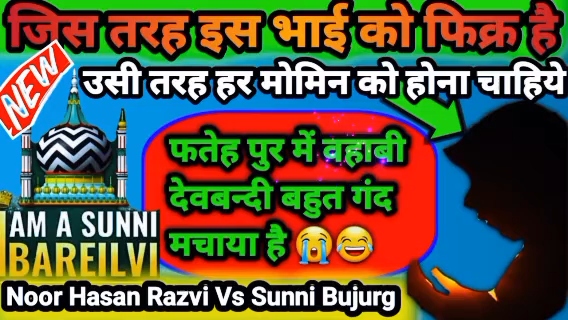 जिस तरह इस भाई को फिक्र है
NEW
उसी तरह हर मोमिन को होना चाहिये
फतेह पुर में वहाबी
देवबन्दी बहुत गंद
मचाया है 😭😂
I AM A SUNNI
BAREILVI
Noor Hasan Razvi Vs Sunni Bujurg